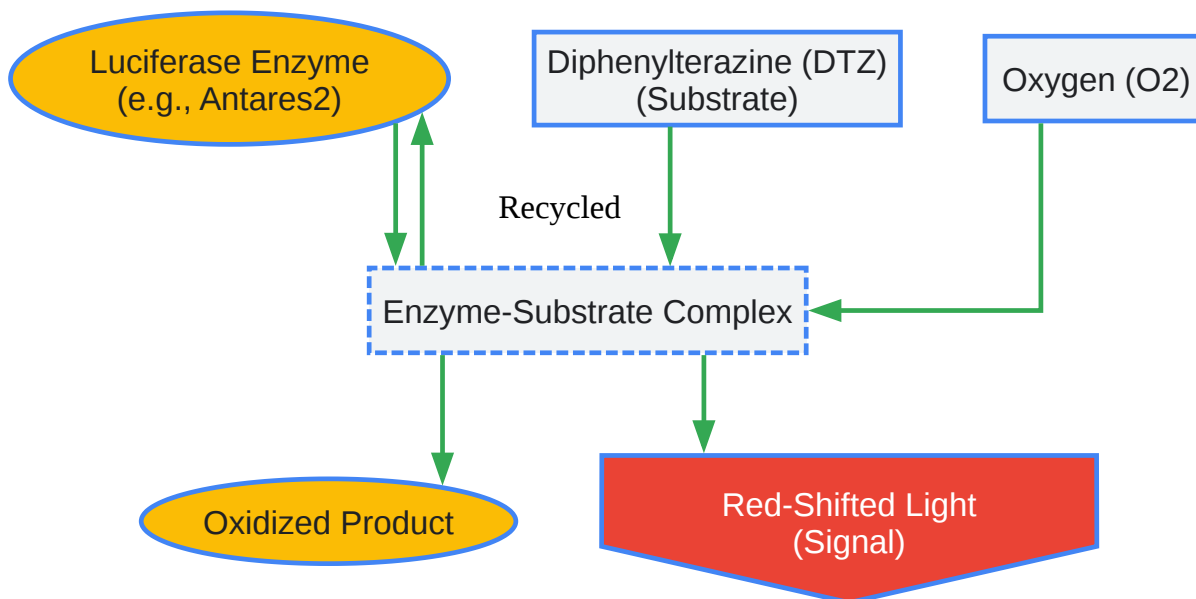 Luciferase Enzyme
(e.g., Antares2)
Diphenylterazine (DTZ)
(Substrate)
Oxygen (O2)
Recycled
Enzyme-Substrate Complex
Oxidized Product
Red-Shifted Light
(Signal)